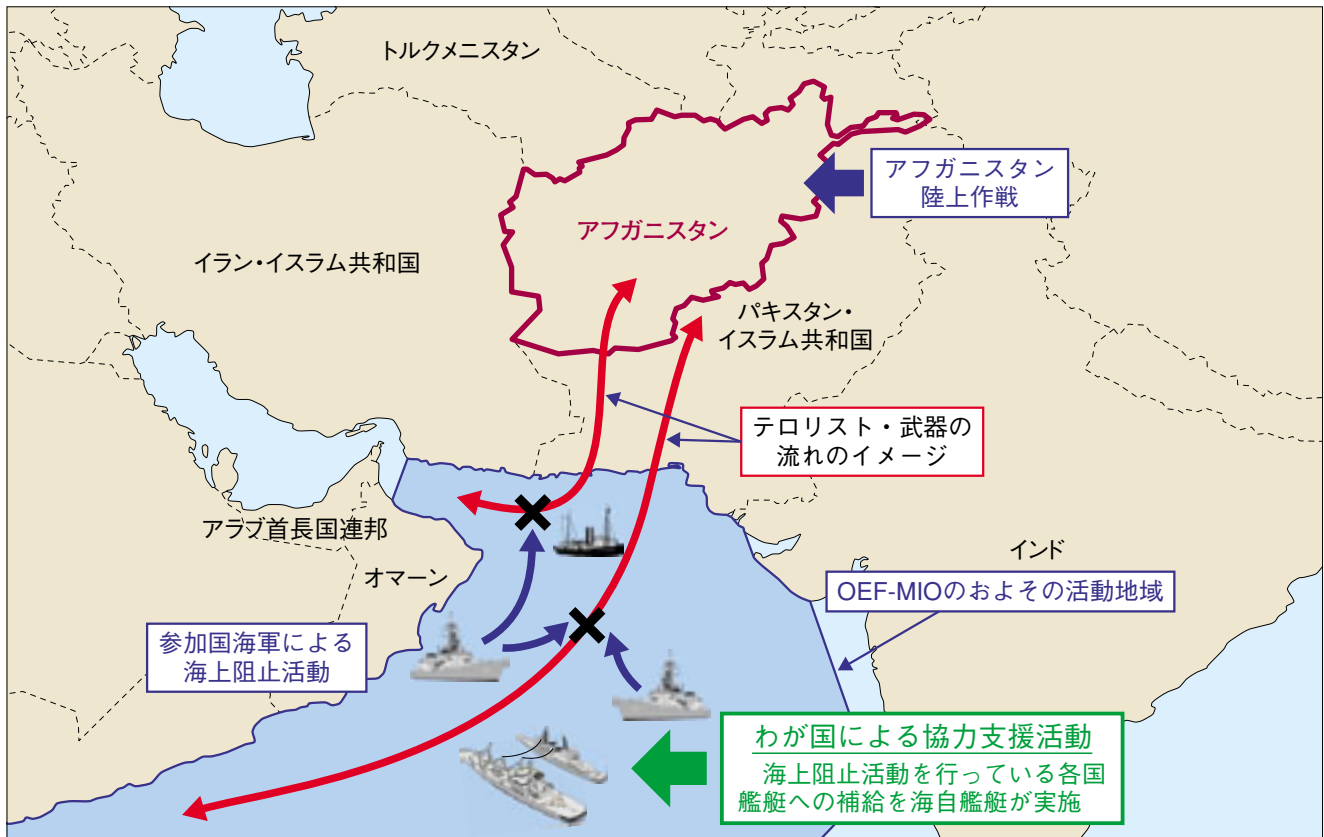 トルクメニスタン
アフガニスタン
陸上作戦
アフガニスタン
イラン・イスラム共和国
パキスタン・
イスラム共和国
テロリスト・武器の
流れのイメージ
アラブ首長国連邦
インド
オマーン
OEF-MIOのおよその活動地域
参加国海軍による
海上阻止活動
わが国による協力支援活動
海上阻止活動を行っている各国
艦艇への補給を海自艦艇が実施